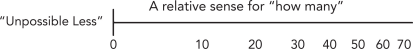 A relative sense for “how many”
“Unpossible Less”
0 10 20 30 40 50 60 70